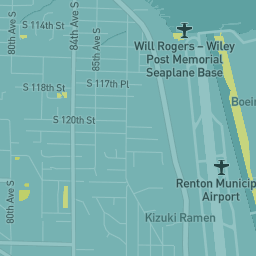 S 114th St
80th Ave S
84th Ave S
85th Ave S
Will Rogers – Wiley
Post Memorial
Seaplane Base
S 117th Pl
S 118th St
Boein
S 120th St
Renton Municip
Airport
80th Ave S
Kizuki Ramen